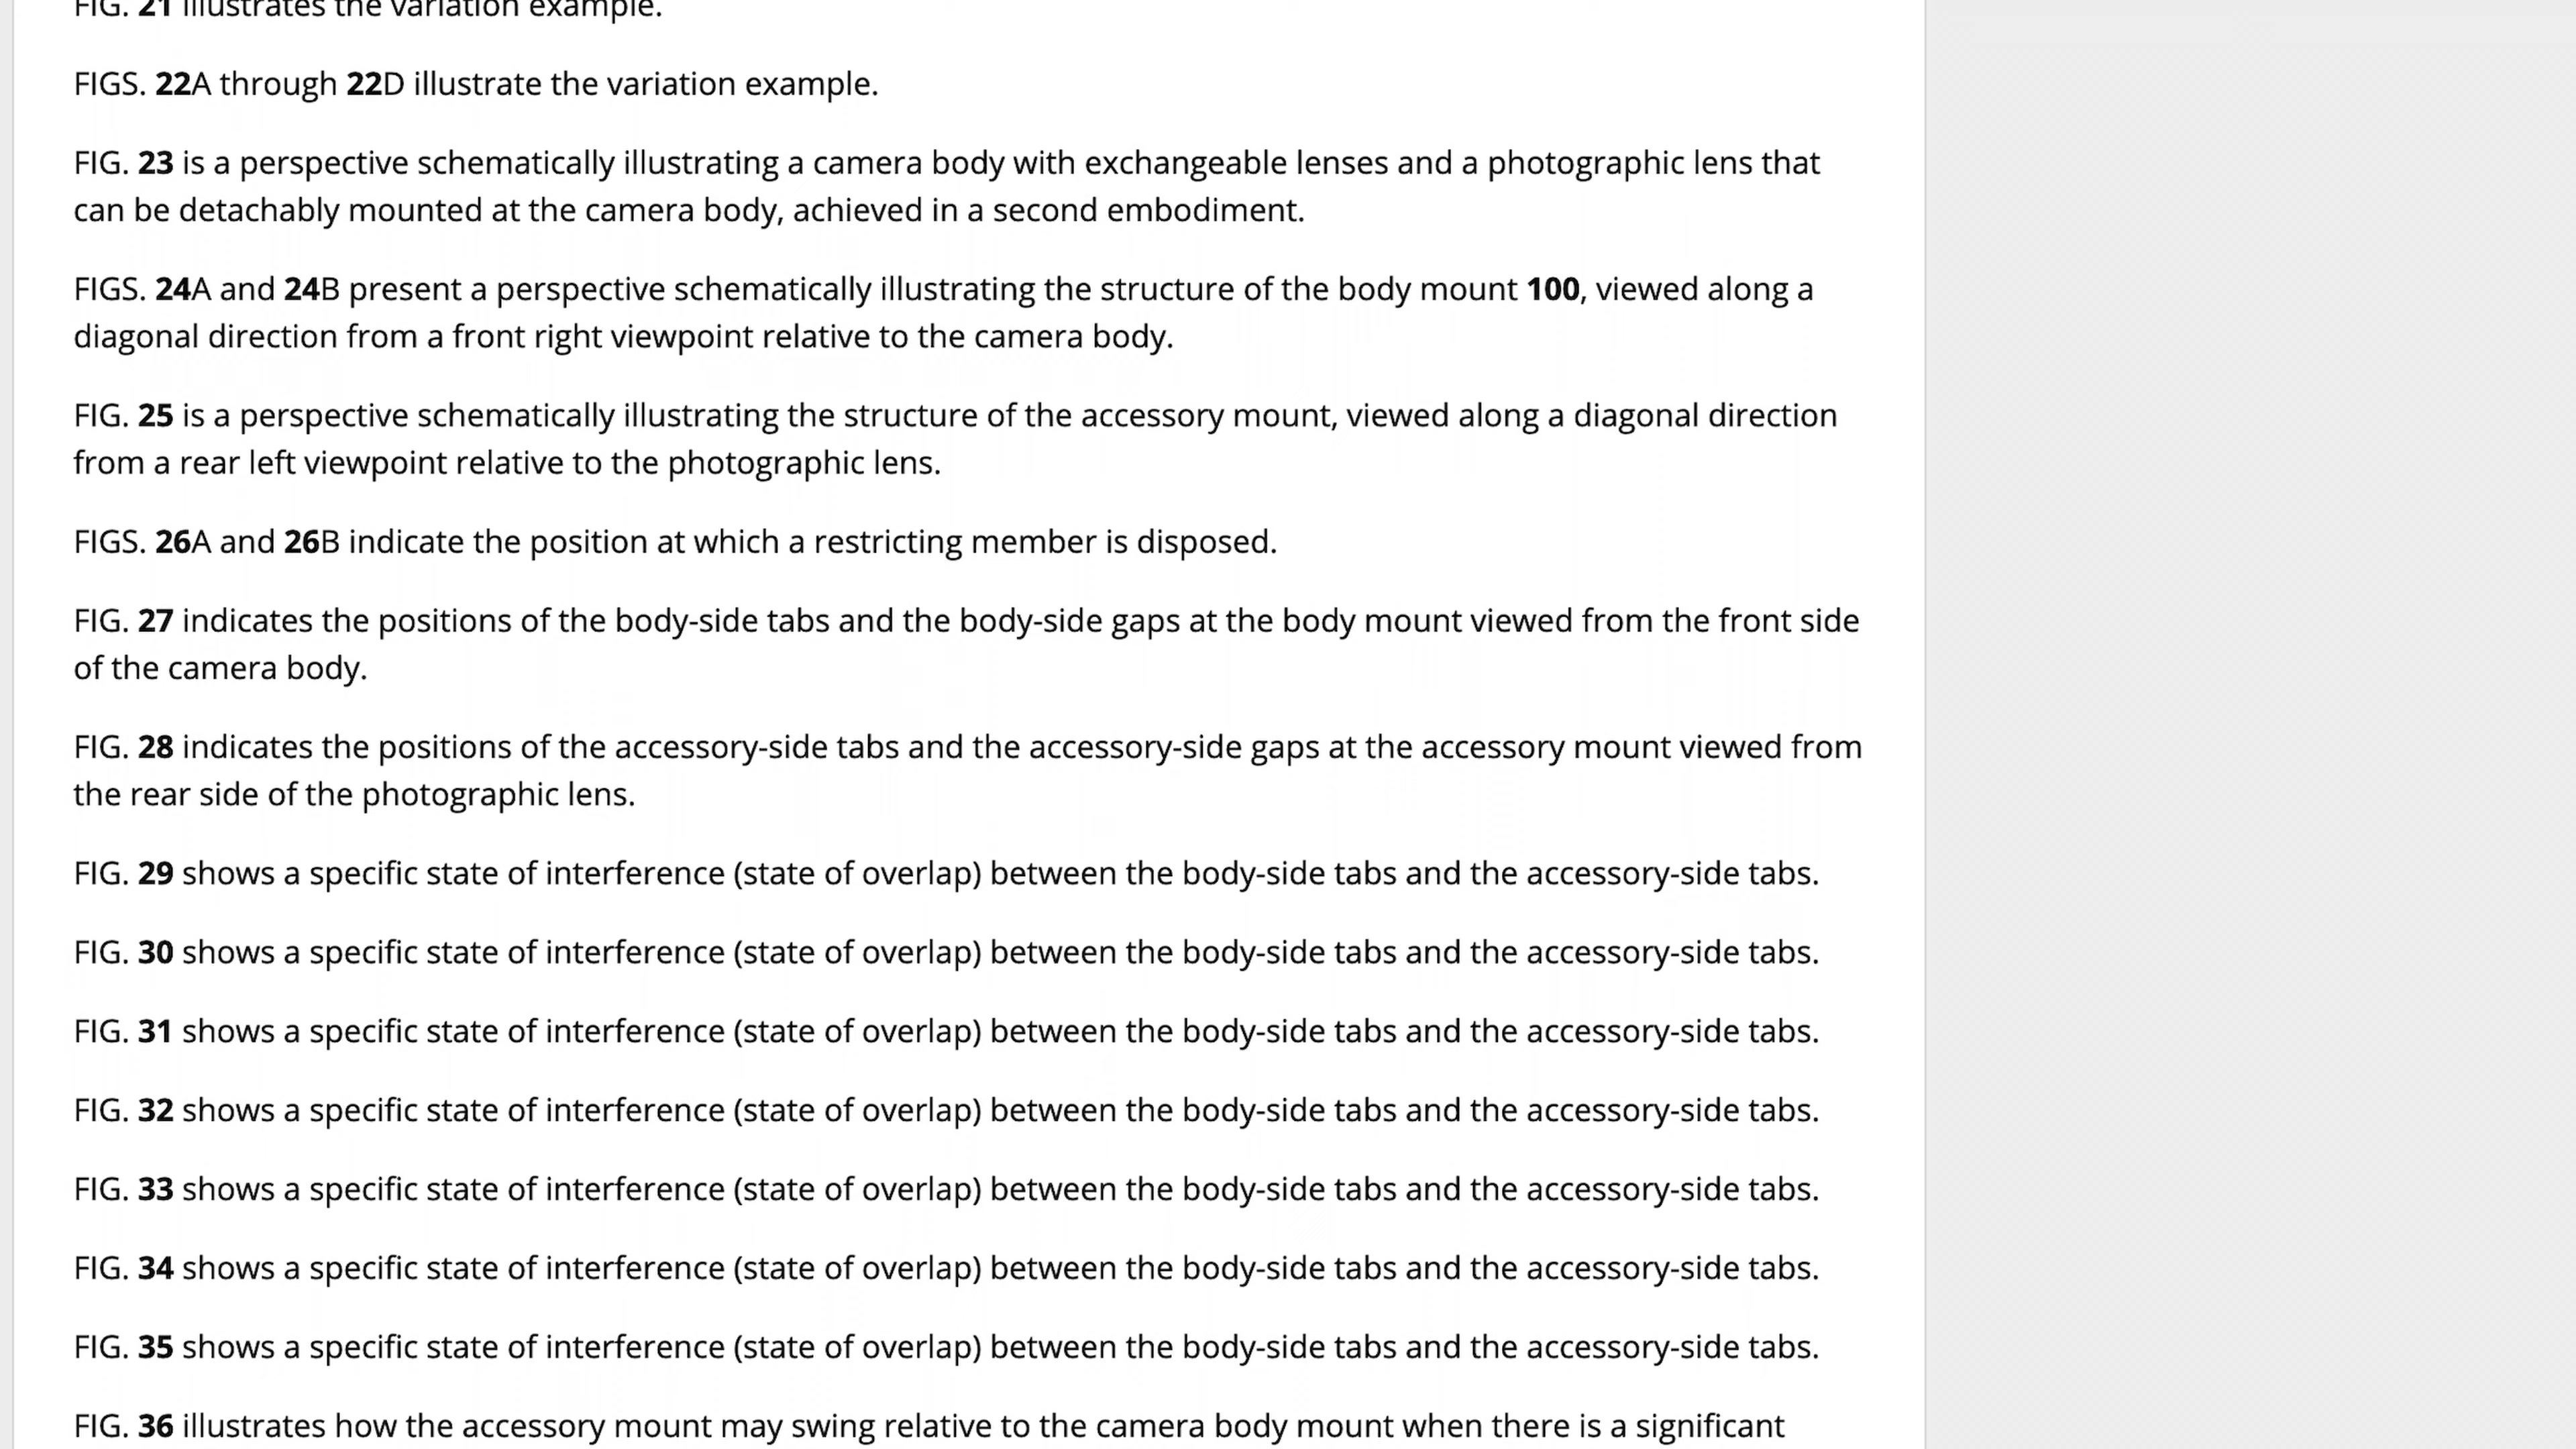 FIG. 21 illustrates the variation example.
FIGS. 22A through 22D illustrate the variation example.
FIG. 23 is a perspective schematically illustrating a camera body with exchangeable lenses and a photographic lens that
can be detachably mounted at the camera body, achieved in a second embodiment.
FIGS. 24A and 24B present a perspective schematically illustrating the structure of the body mount 100, viewed along a
diagonal direction from a front right viewpoint relative to the camera body.
FIG. 25 is a perspective schematically illustrating the structure of the accessory mount, viewed along a diagonal direction
from a rear left viewpoint relative to the photographic lens.
FIGS. 26A and 26B indicate the position at which a restricting member is disposed.
FIG. 27 indicates the positions of the body-side tabs and the body-side gaps at the body mount viewed from the front side
of the camera body.
FIG. 28 indicates the positions of the accessory-side tabs and the accessory-side gaps at the accessory mount viewed from
the rear side of the photographic lens.
FIG. 29 shows a specific state of interference (state of overlap) between the body-side tabs and the accessory-side tabs.
FIG. 30 shows a specific state of interference (state of overlap) between the body-side tabs and the accessory-side tabs.
FIG. 31 shows a specific state of interference (state of overlap) between the body-side tabs and the accessory-side tabs.
FIG. 32 shows a specific state of interference (state of overlap) between the body-side tabs and the accessory-side tabs.
FIG. 33 shows a specific state of interference (state of overlap) between the body-side tabs and the accessory-side tabs.
FIG. 34 shows a specific state of interference (state of overlap) between the body-side tabs and the accessory-side tabs.
FIG. 35 shows a specific state of interference (state of overlap) between the body-side tabs and the accessory-side tabs.
FIG. 36 illustrates how the accessory mount may swing relative to the camera body mount when there is a significant